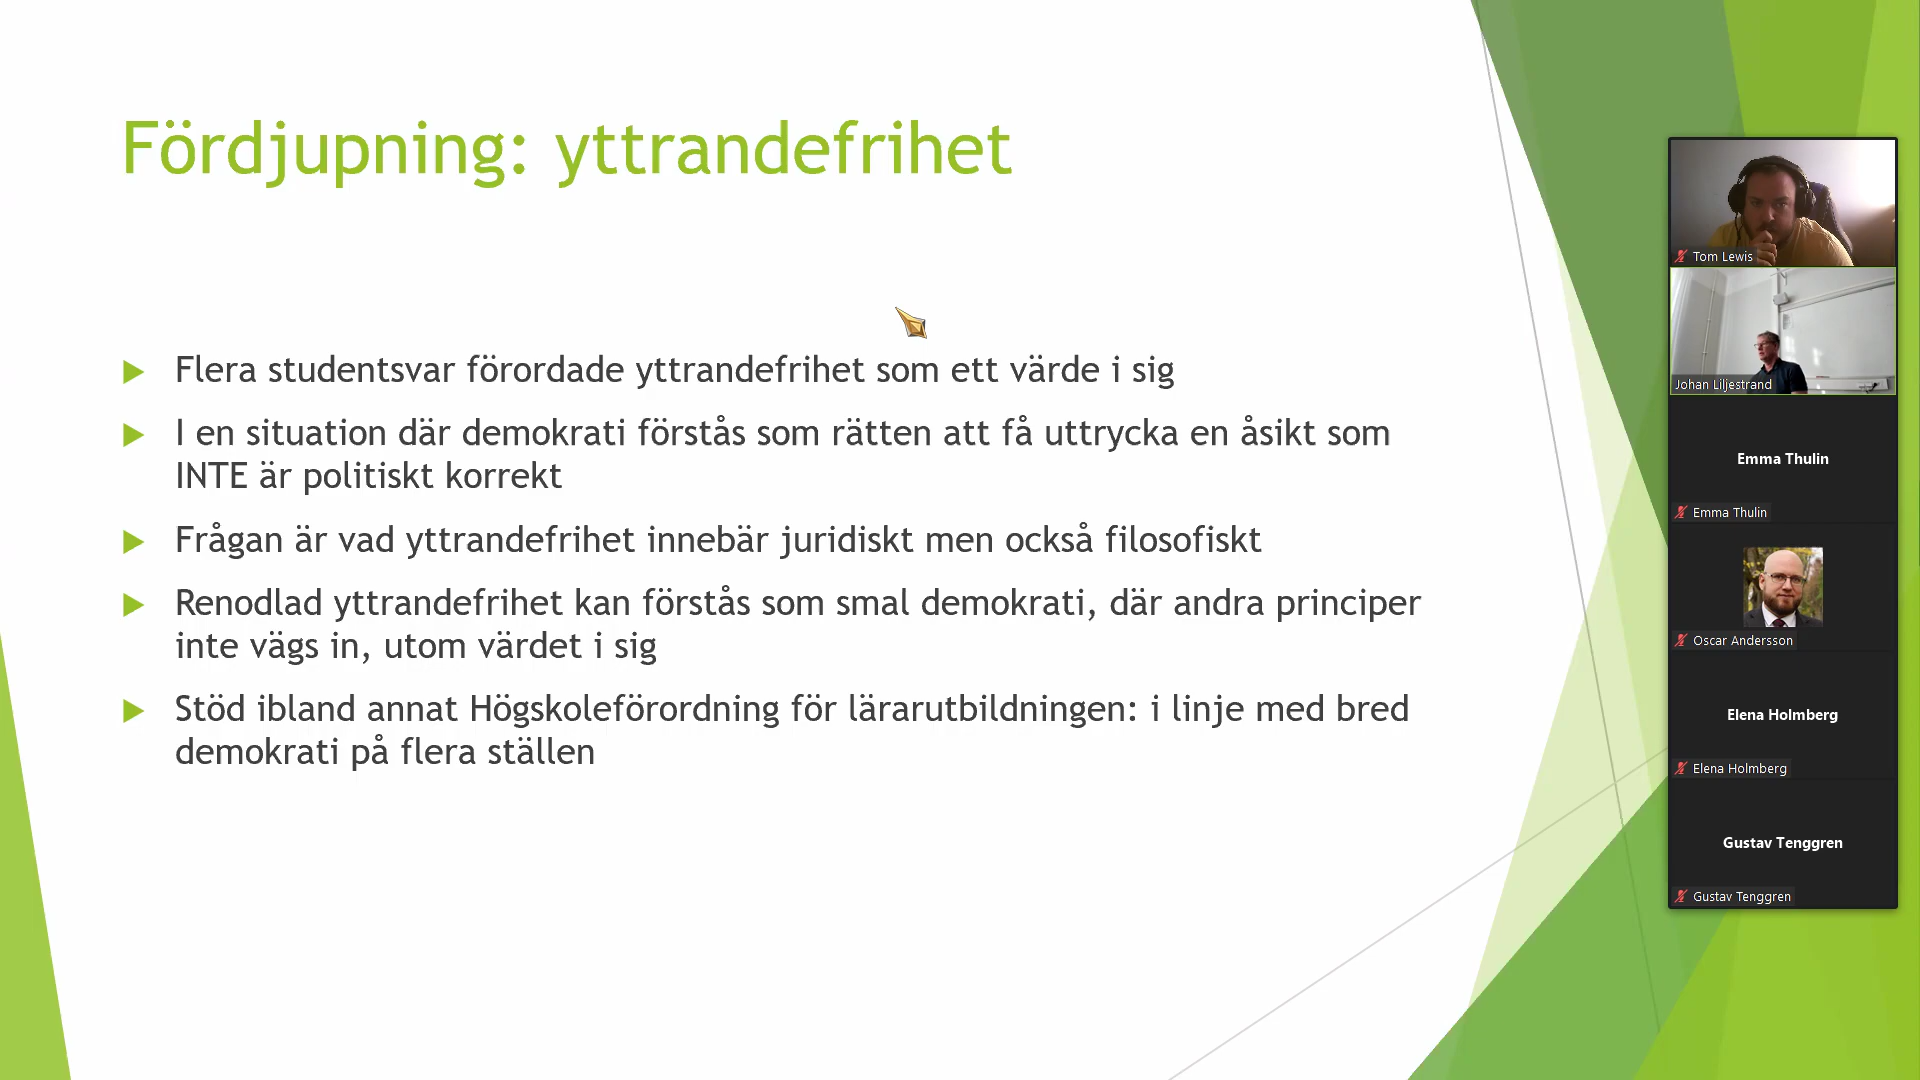 Fördjupning: yttrandefrihet
Flera studentsvar förordade yttrandefrihet som ett värde i sig
I en situation där demokrati förstås som rätten att få uttrycka en åsikt som
INTE är politiskt korrekt
Frågan är vad yttrandefrihet innebär juridiskt men också filosofiskt
Renodlad yttrandefrihet kan förstås som smal demokrati, där andra principer
inte vägs in, utom värdet i sig
Stöd ibland annat Högskoleförordning för lärarutbildningen: i linje med bred
demokrati på flera ställen
Tom Lewis
Johan Liljestrand
Emma Thulin
Emma Thulin
Oscar Andersson
Elena Holmberg
Elena Holmberg
Gustav Tenggren
Gustav Tenggren